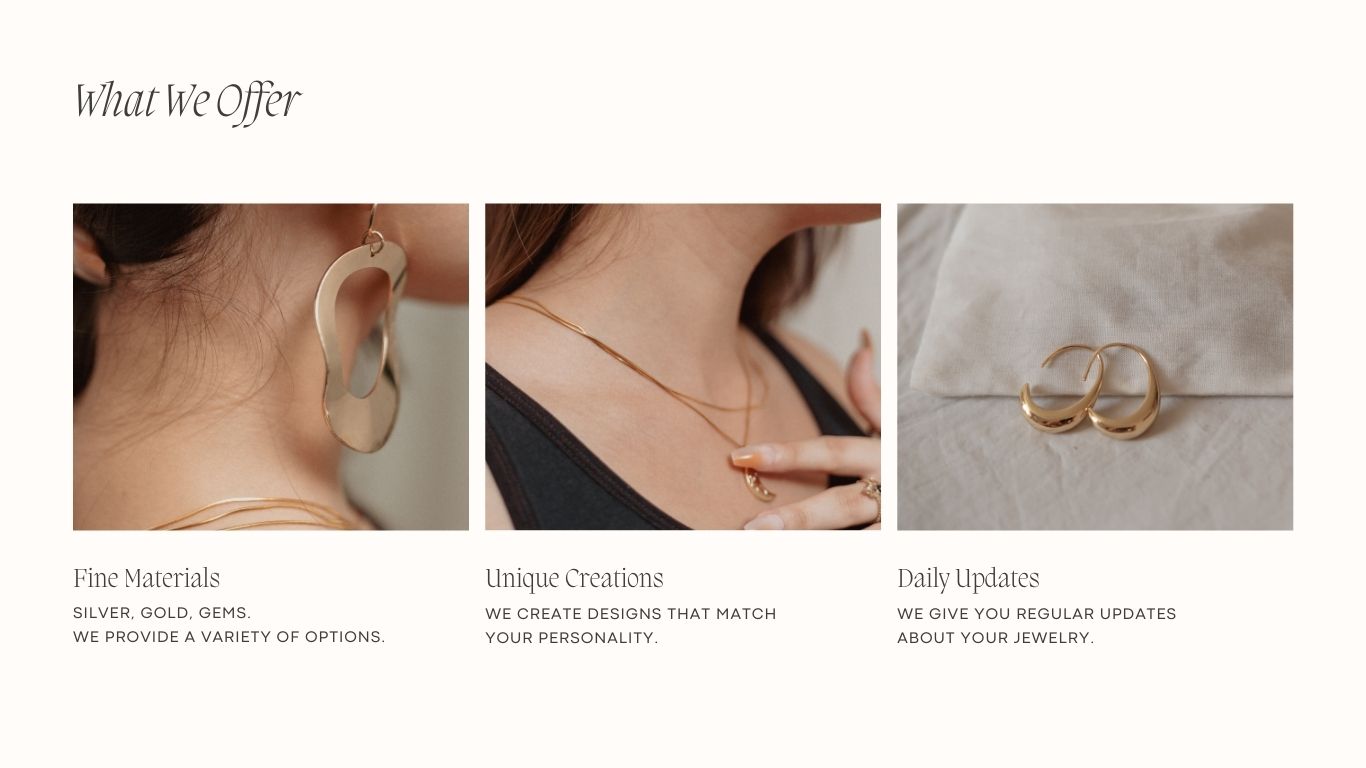 What We Offer
Fine Materials
SILVER, GOLD, GEMS.
WE PROVIDE A VARIETY OF OPTIONS.
Unique Creations
WE CREATE DESIGNS THAT MATCH
YOUR PERSONALITY.
Daily Updates
WE GIVE YOU REGULAR UPDATES
ABOUT YOUR JEWELRY.